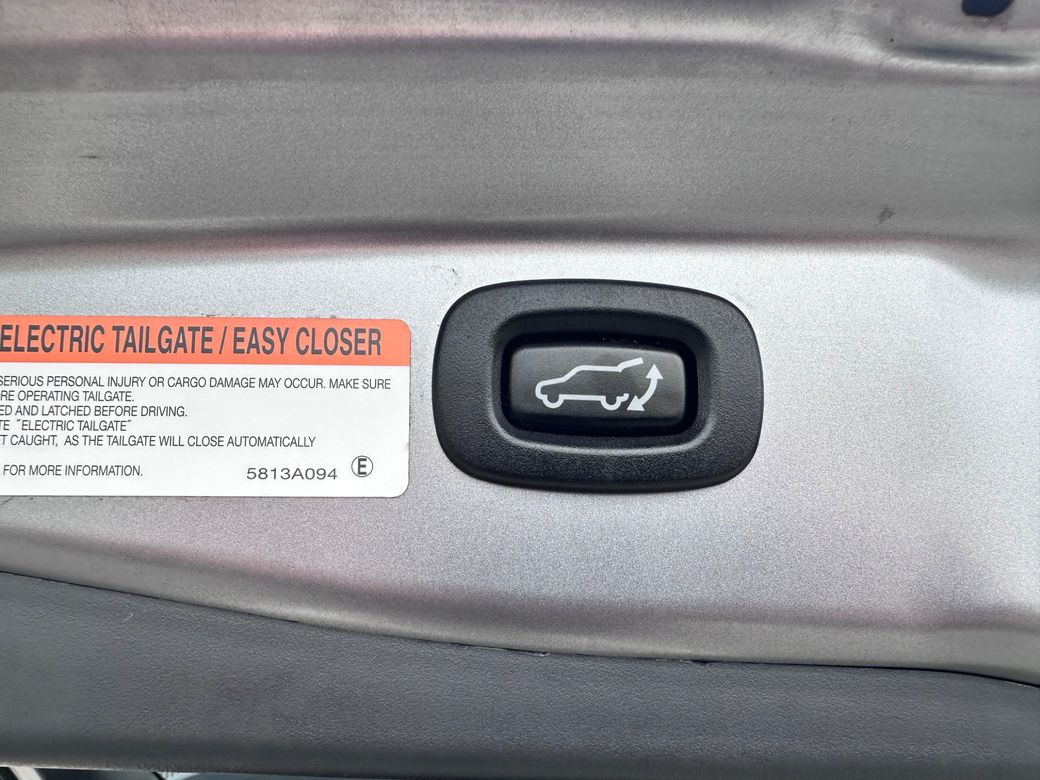 ELECTRIC TAILGATE / EASY CLOSER
SERIOUS PERSONAL INJURY OR CARGO DAMAGE MAY OCCUR. MAKE SURE
RE OPERATING TAILGATE.
ED AND LATCHED BEFORE DRIVING.
TE "ELECTRIC TAILGATE"
T CAUGHT, AS THE TAILGATE WILL CLOSE AUTOMATICALLY
FOR MORE INFORMATION.
5813A094 E